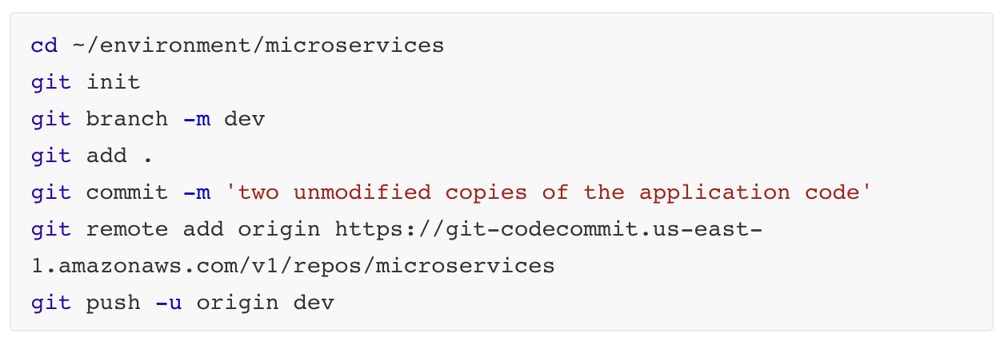 cd ~/environment/microservices
git init
git branch -m dev
git add .
git commit -m 'two unmodified copies of the application code'
git remote add origin https://git-codecommit.us-east-
1.amazonaws.com/v1/repos/microservices
git push -u origin dev